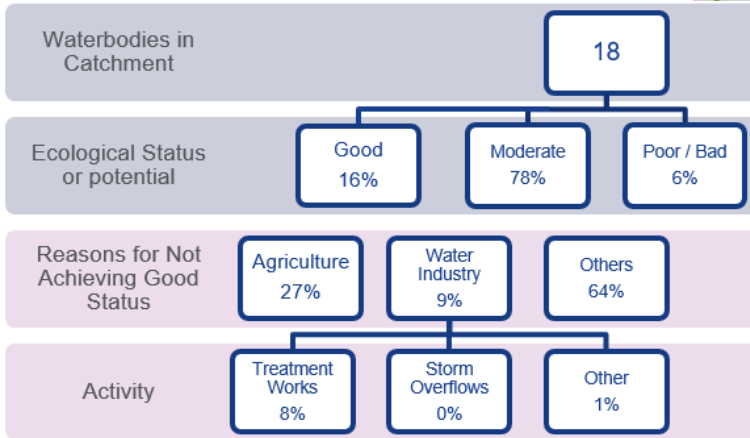 Waterbodies in
Catchment
18
Ecological Status
or potential
Good
16%
Moderate
78%
Poor / Bad
6%
Reasons for Not
Achieving Good
Status
Agriculture
27%
Water
Industry
9%
Others
64%
Activity
Treatment
Works
8%
Storm
Overflows
0%
Other
1%